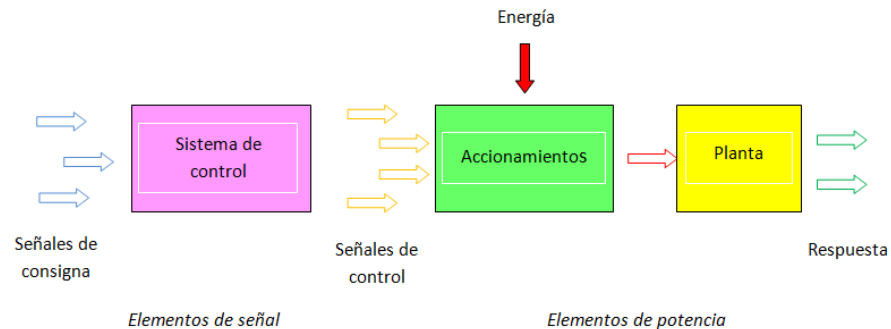 Energía
Sistema de
control
Accionamientos
Planta
Señales de
consigna
Señales de
control
Respuesta
Elementos de señal
Elementos de potencia